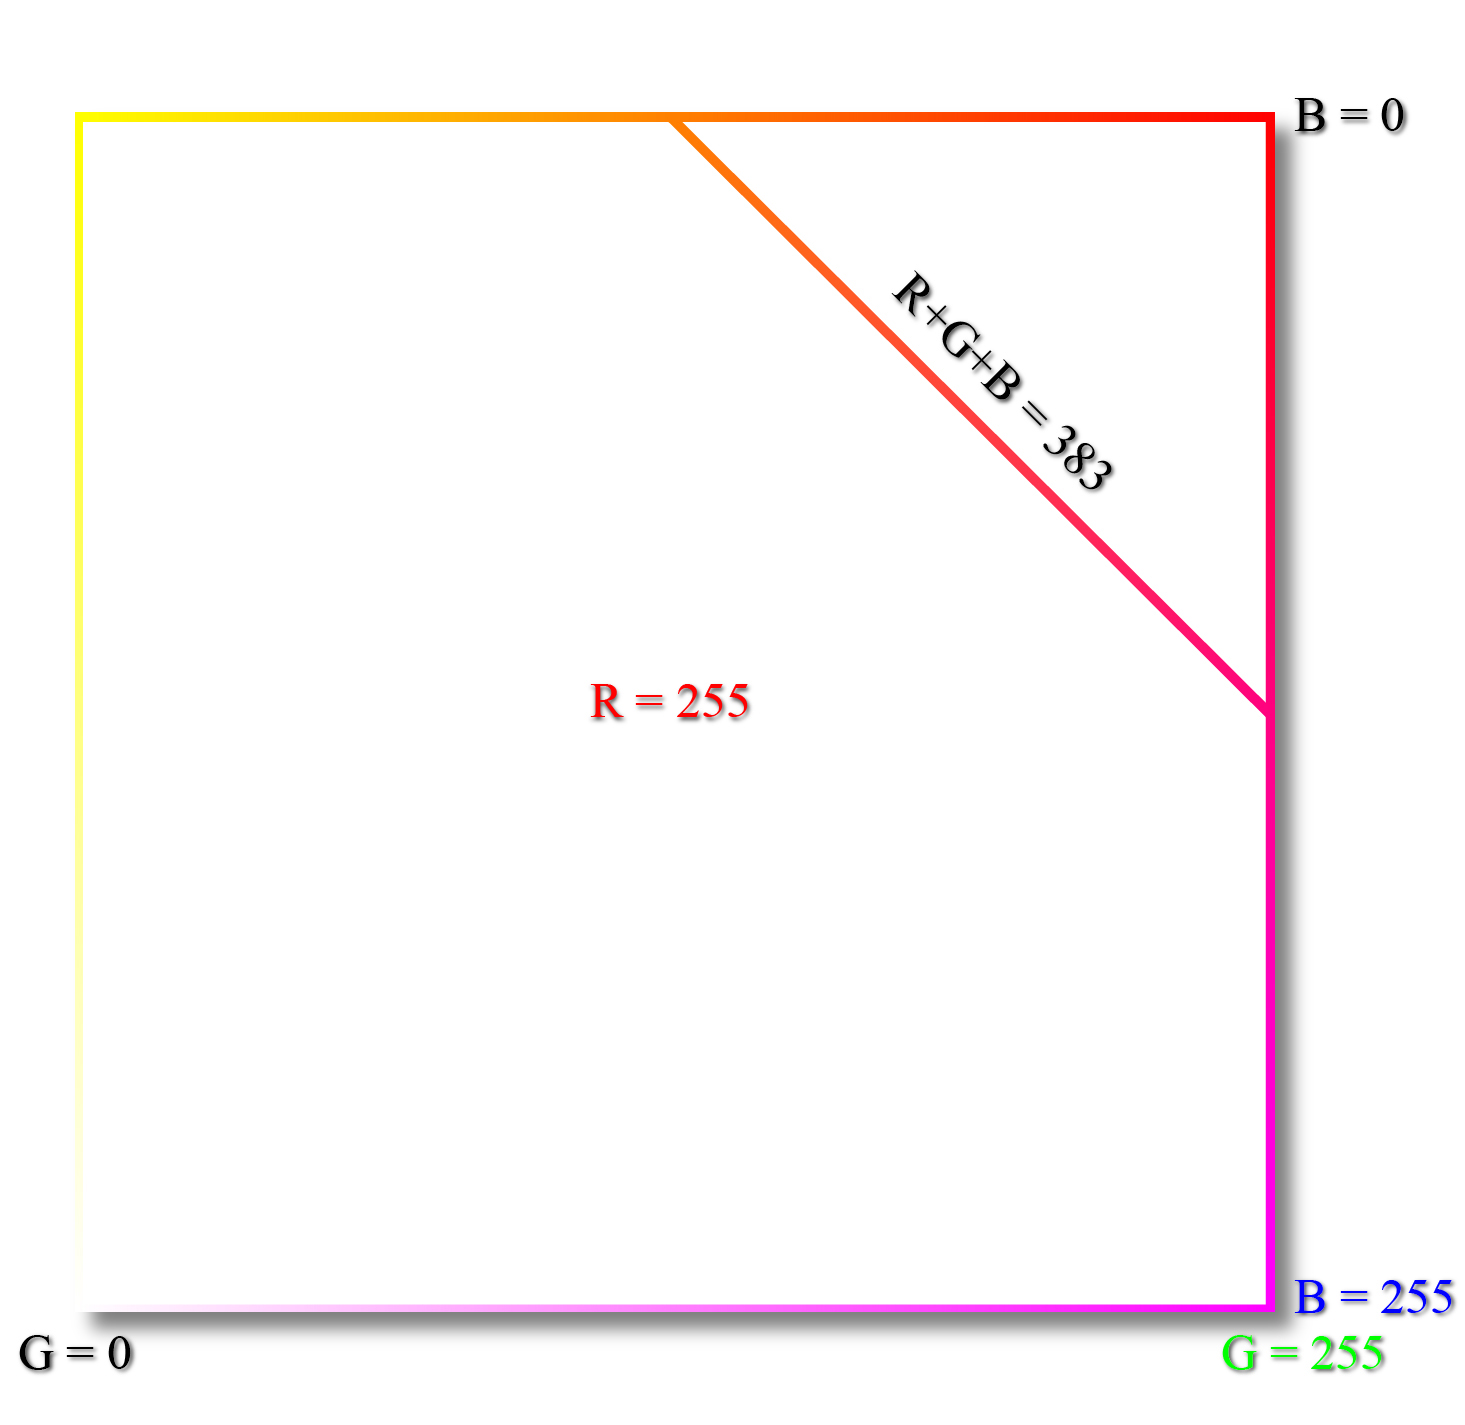 B = 0
R+G+B = 383
R = 255
B = 255
G = 0
G = 255